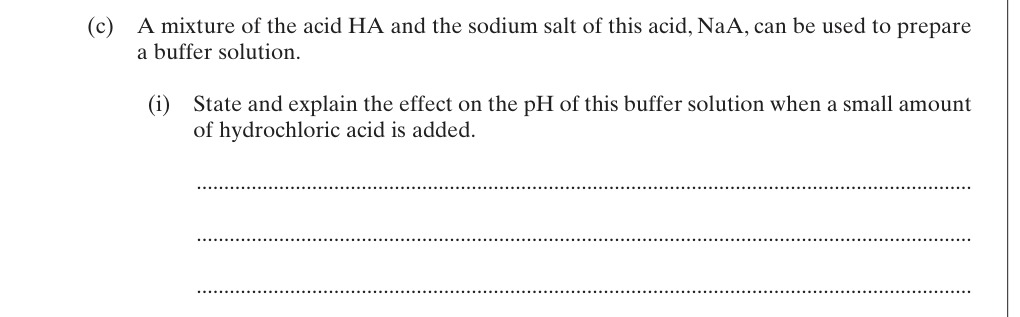 (c) A mixture of the acid HA and the sodium salt of this acid, NaA, can be used to prepare
a buffer solution.
(i) State and explain the effect on the pH of this buffer solution when a small amount
of hydrochloric acid is added.